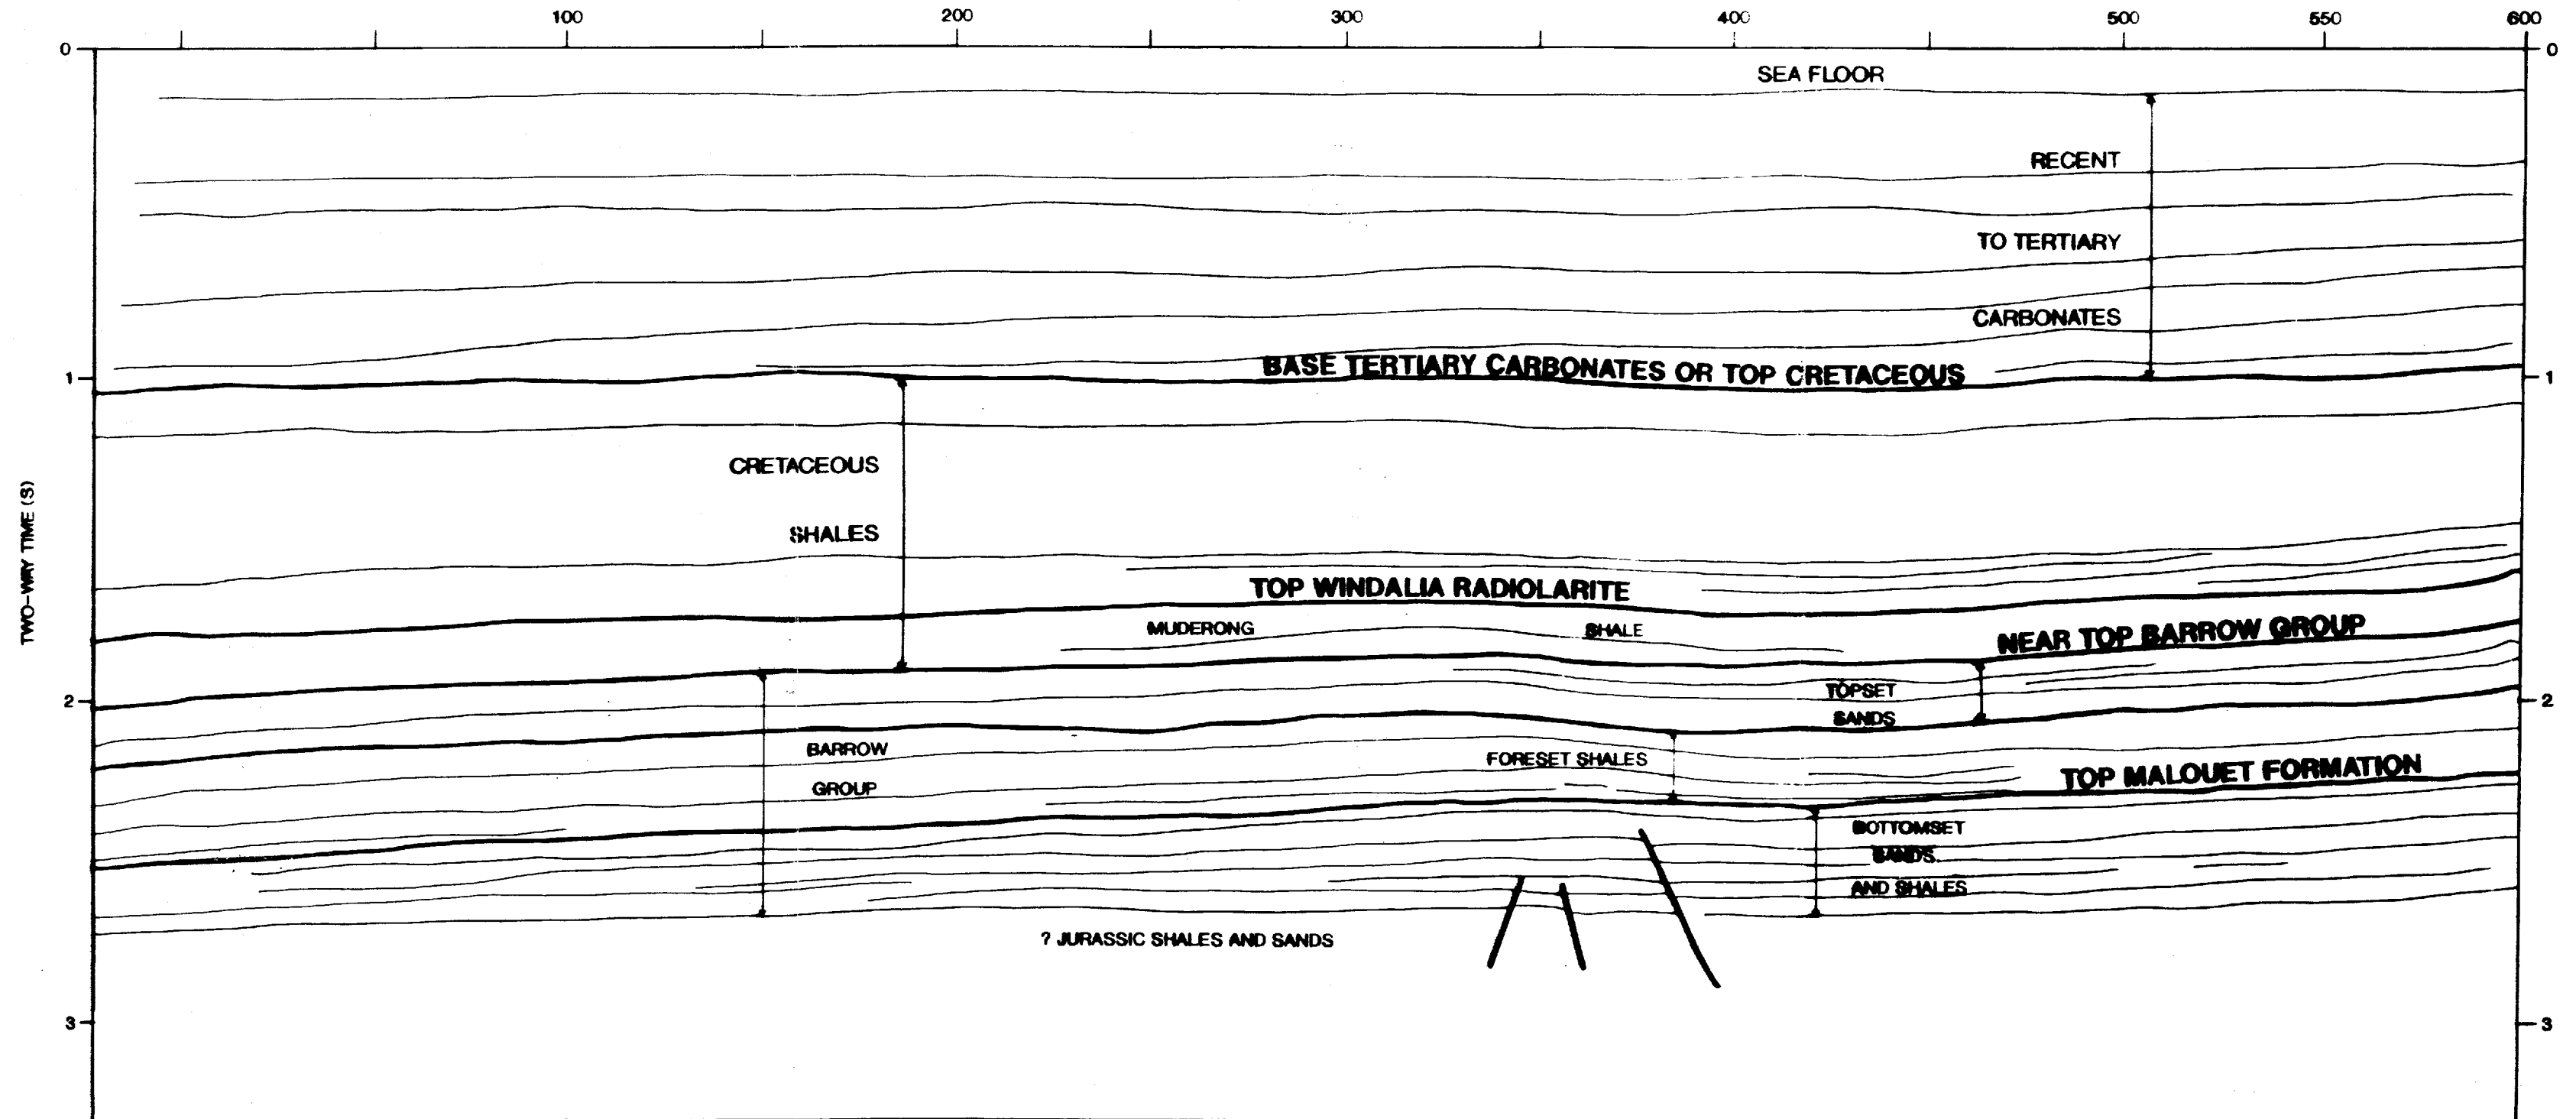 100 200 300 400 500 550 600
0 0
SEA FLOOR
RECENT
TO TERTIARY
CARBONATES
BASE TERTIARY CARBONATES OR TOP CRETACEOUS
1 1
CRETACEOUS
SHALES
TWO-WAY TIME (S)
TOP WINDALIA RADIOLARITE
MUDERONG SHALE
NEAR TOP BARROW GROUP
TOPSET
SANDS
2 2
BARROW
GROUP
FORESET SHALES
TOP MALOUET FORMATION
BOTTOMSET
SANDS
AND SHALES
? JURASSIC SHALES AND SANDS
3 3